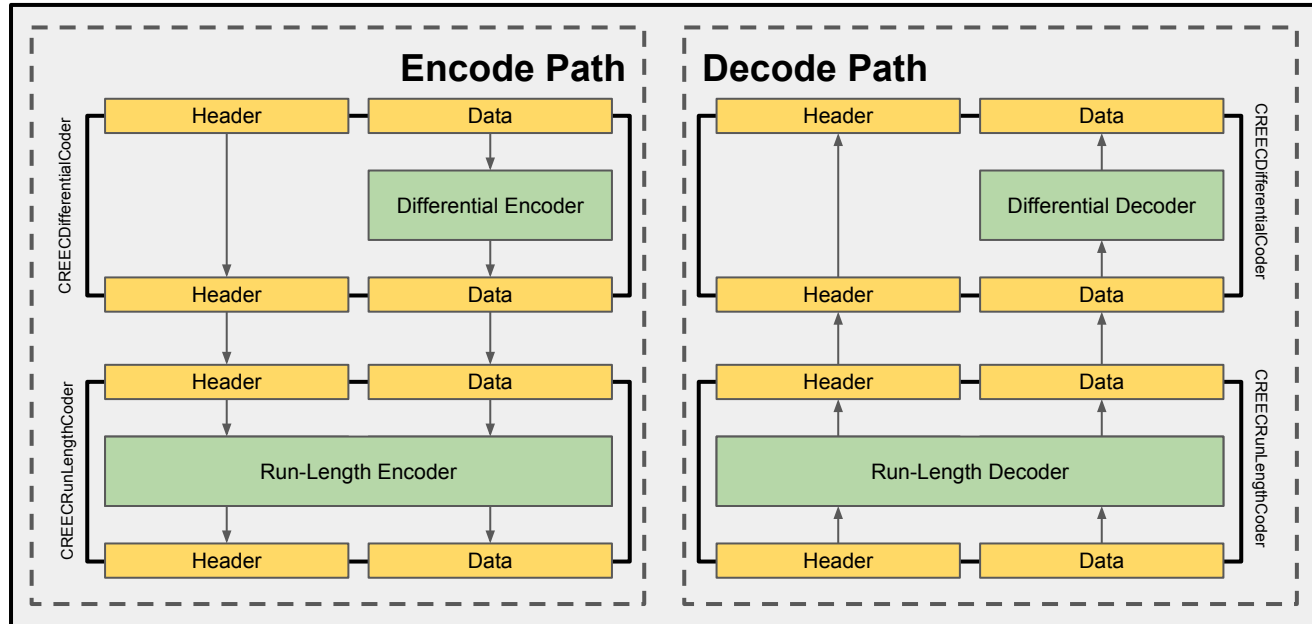 Encode Path
CREECDifferentialCoder
Header
Data
Differential Encoder
Header
Data
CREECRunLengthCoder
Header
Data
Run-Length Encoder
Header
Data
Decode Path
Header
Data
CREECDifferentialCoder
Differential Decoder
Header
Data
Header
Data
CREECRunLengthCoder
Run-Length Decoder
Header
Data